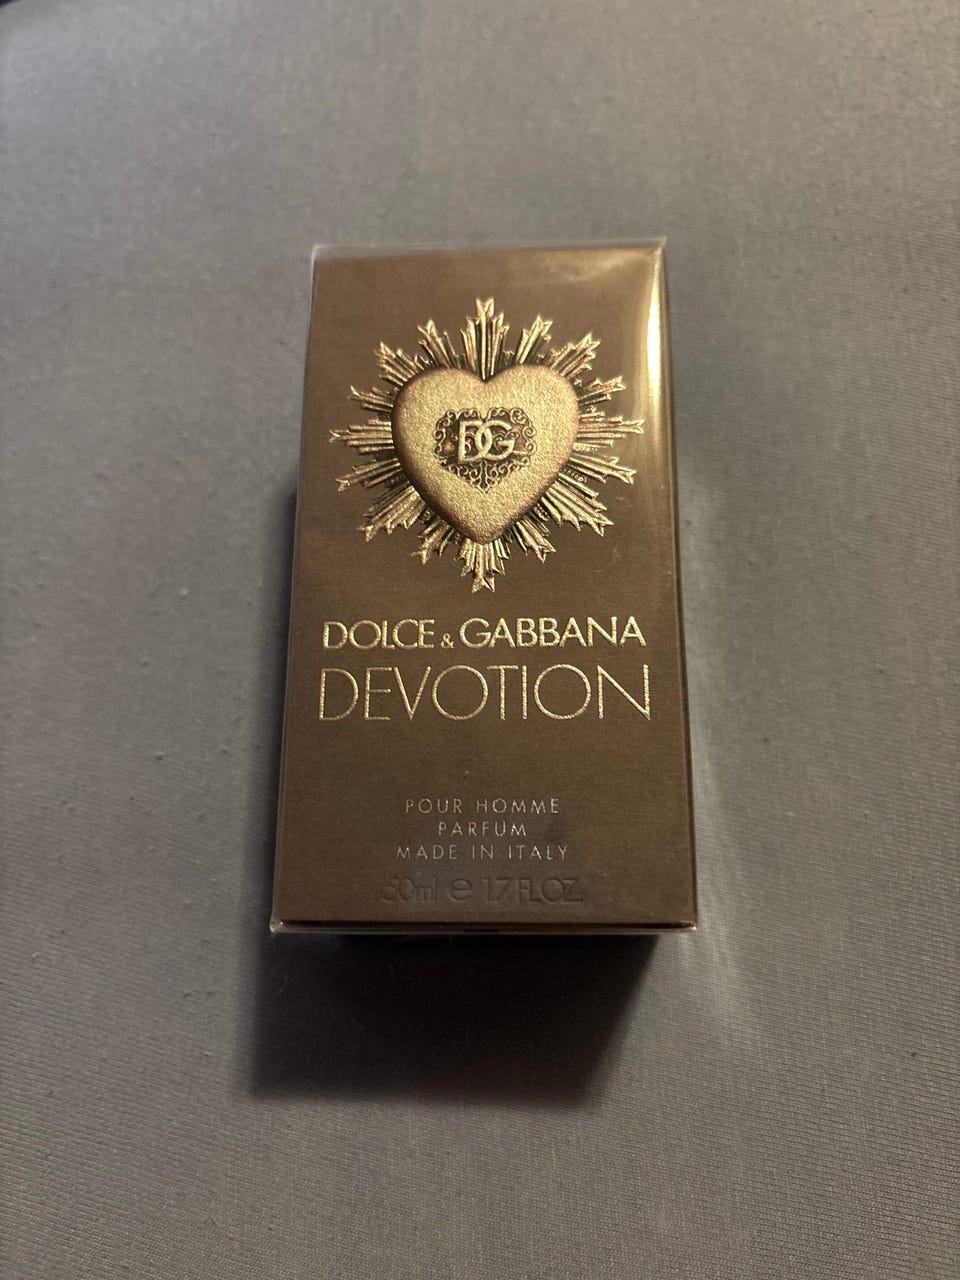 DG
DOLCE & GABBANA
DEVOTION
POUR HOMME
PARFUM
MADE IN ITALY
50ml e 1.7 FL.OZ.